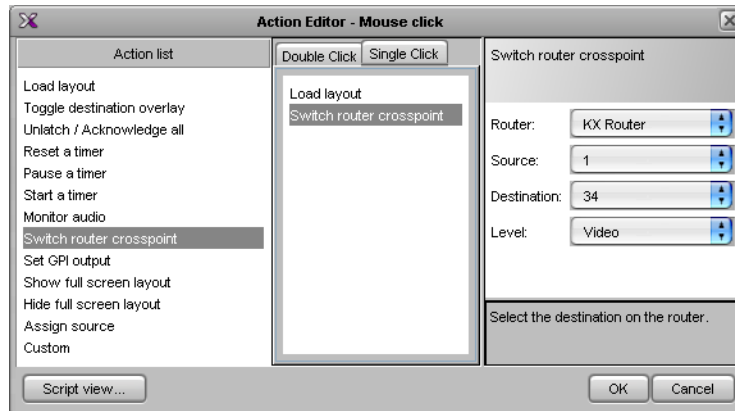 Action Editor - Mouse click
Action list
Load layout
Toggle destination overlay
Unlatch / Acknowledge all
Reset a timer
Pause a timer
Start a timer
Monitor audio
Switch router crosspoint
Set GPI output
Show full screen layout
Hide full screen layout
Assign source
Custom
Double Click Single Click
Load layout
Switch router crosspoint
Switch router crosspoint
Router: KX Router
Source: 1
Destination: 34
Level: Video
Select the destination on the router.
Script view... OK Cancel